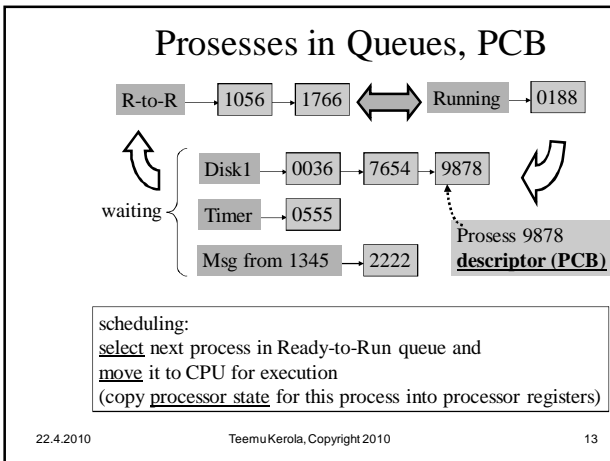 Prosesses in Queues, PCB
R-to-R 1056 1766 Running 0188
Disk1 0036 7654 9878
waiting
Timer 0555
Prosess 9878
descriptor (PCB)
Msg from 1345 2222
scheduling:
select next process in Ready-to-Run queue and
move it to CPU for execution
(copy processor state for this process into processor registers)
22.4.2010 Teemu Kerola, Copyright 2010 13